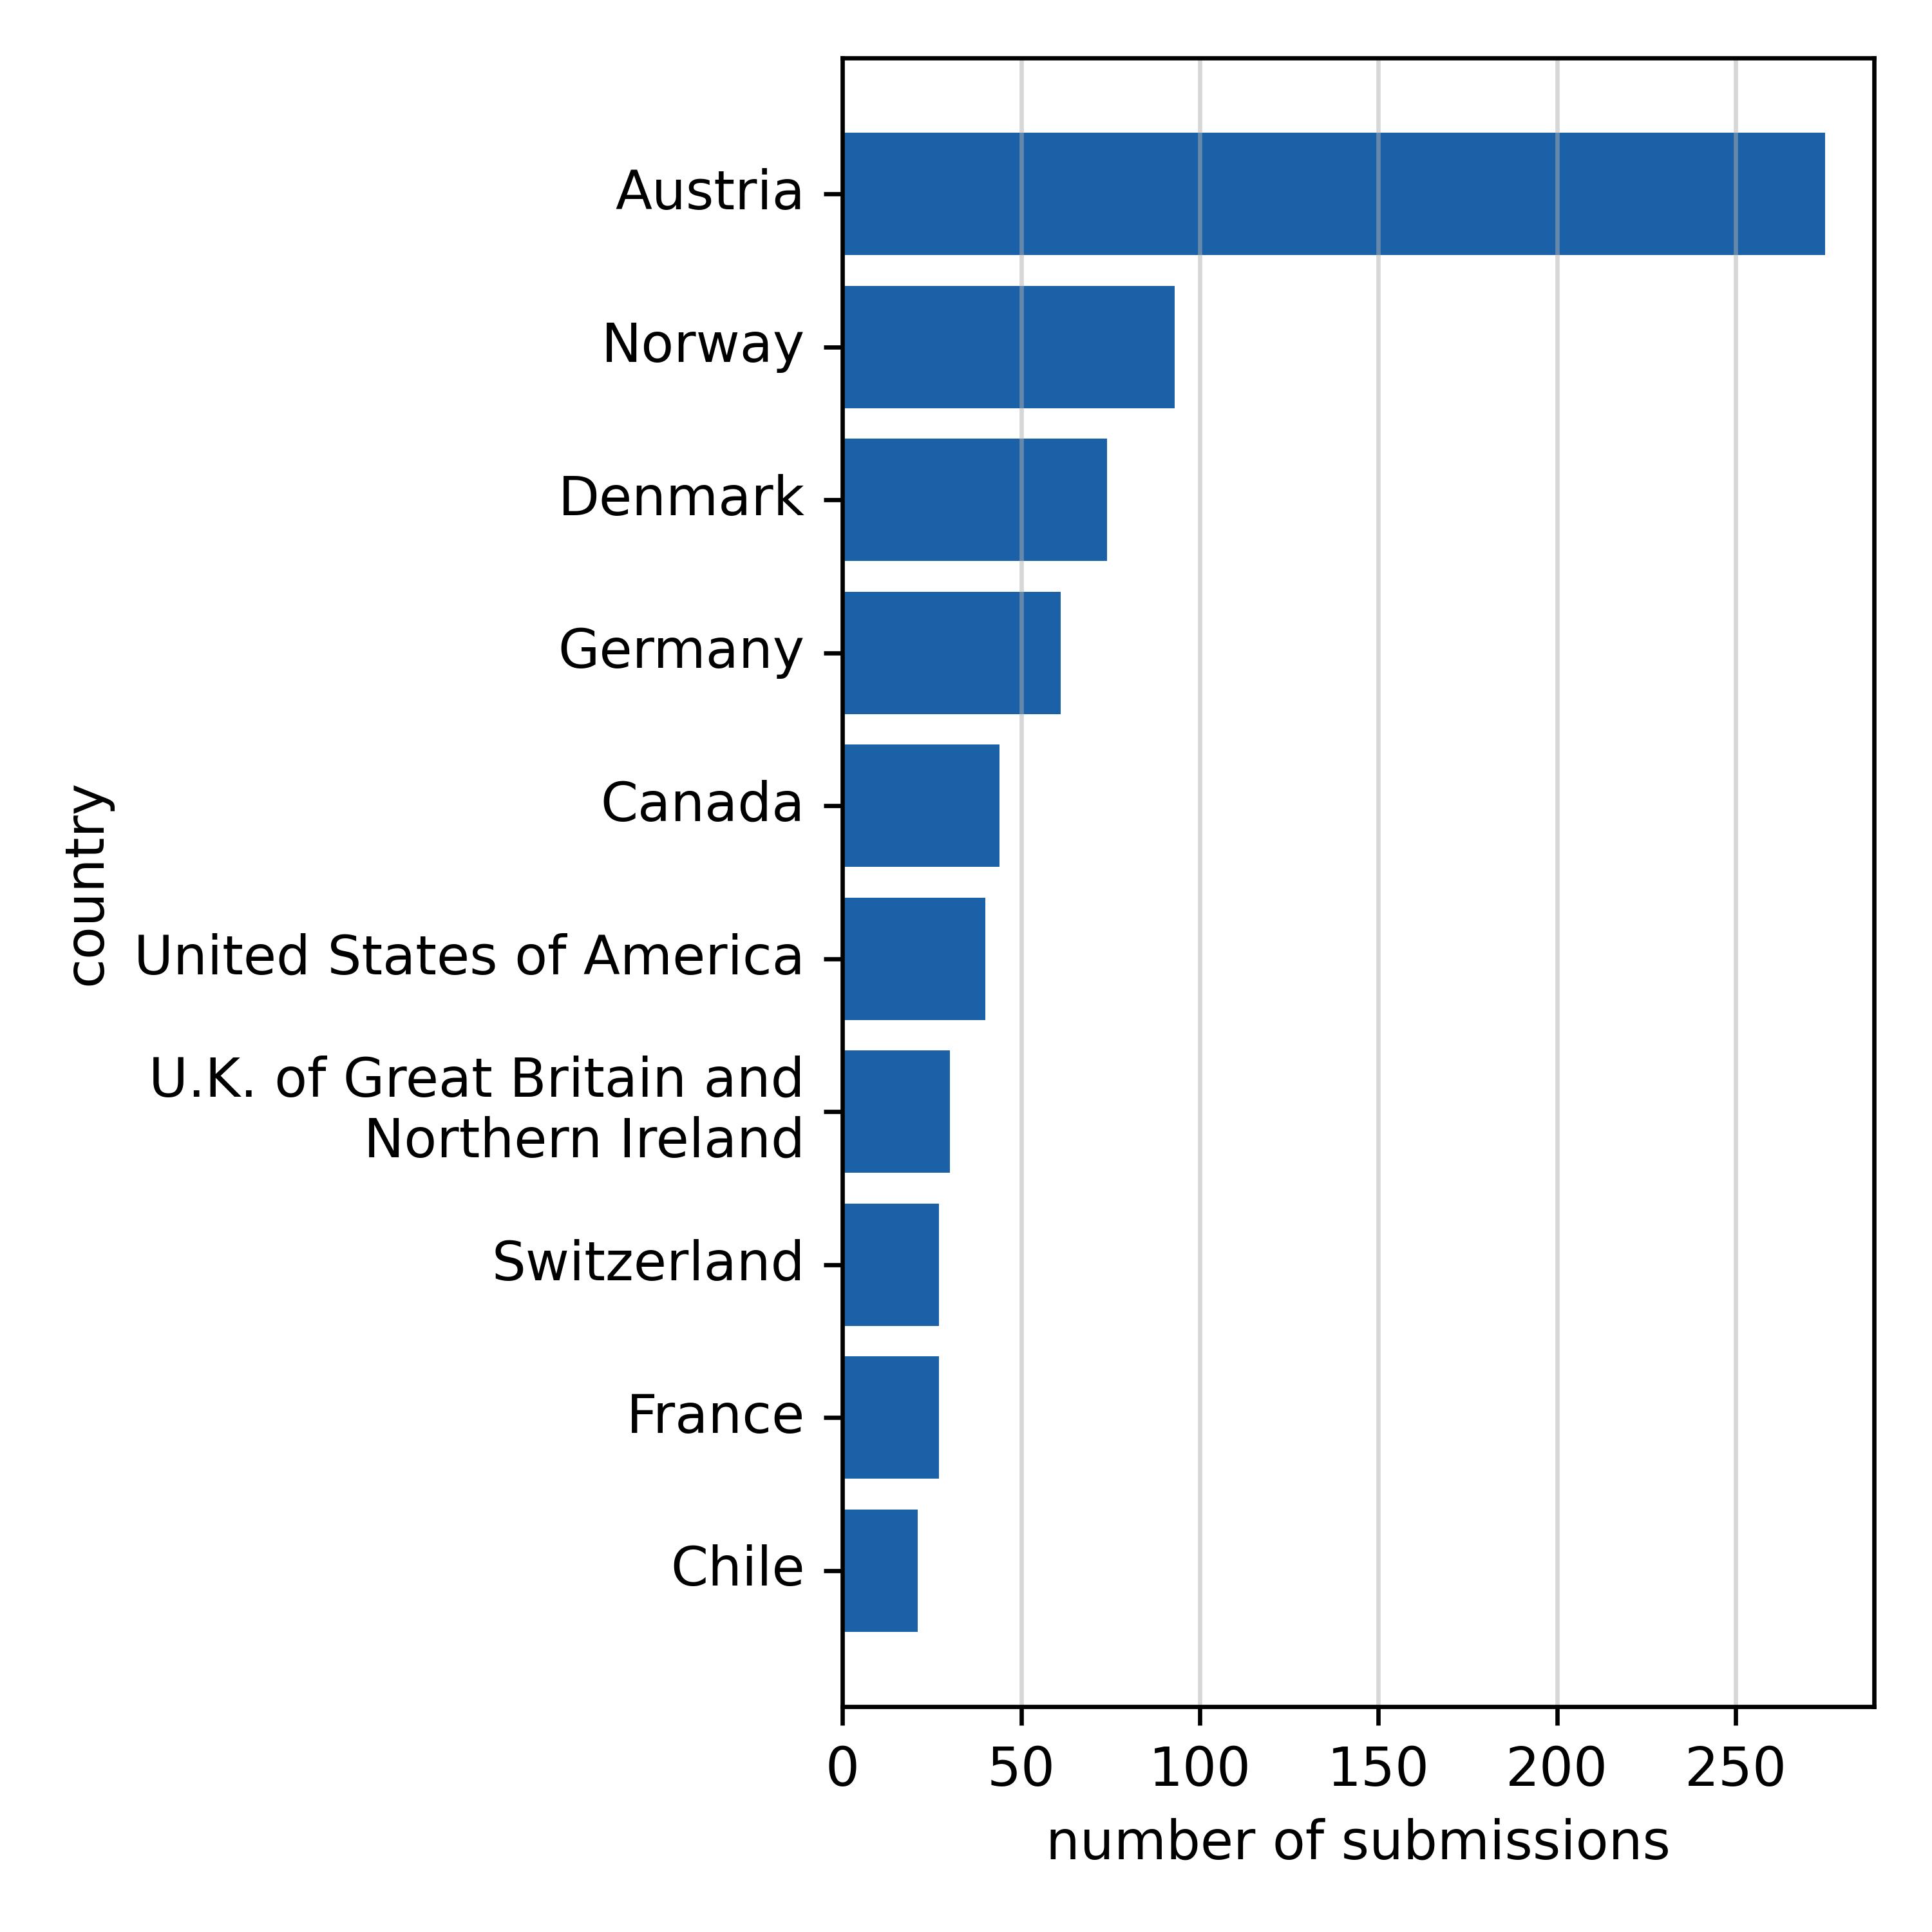 Austria
Norway
Denmark
Germany
Canada
United States of America
U.K. of Great Britain and
Northern Ireland
Switzerland
France
Chile
country
0 50 100 150 200 250
number of submissions